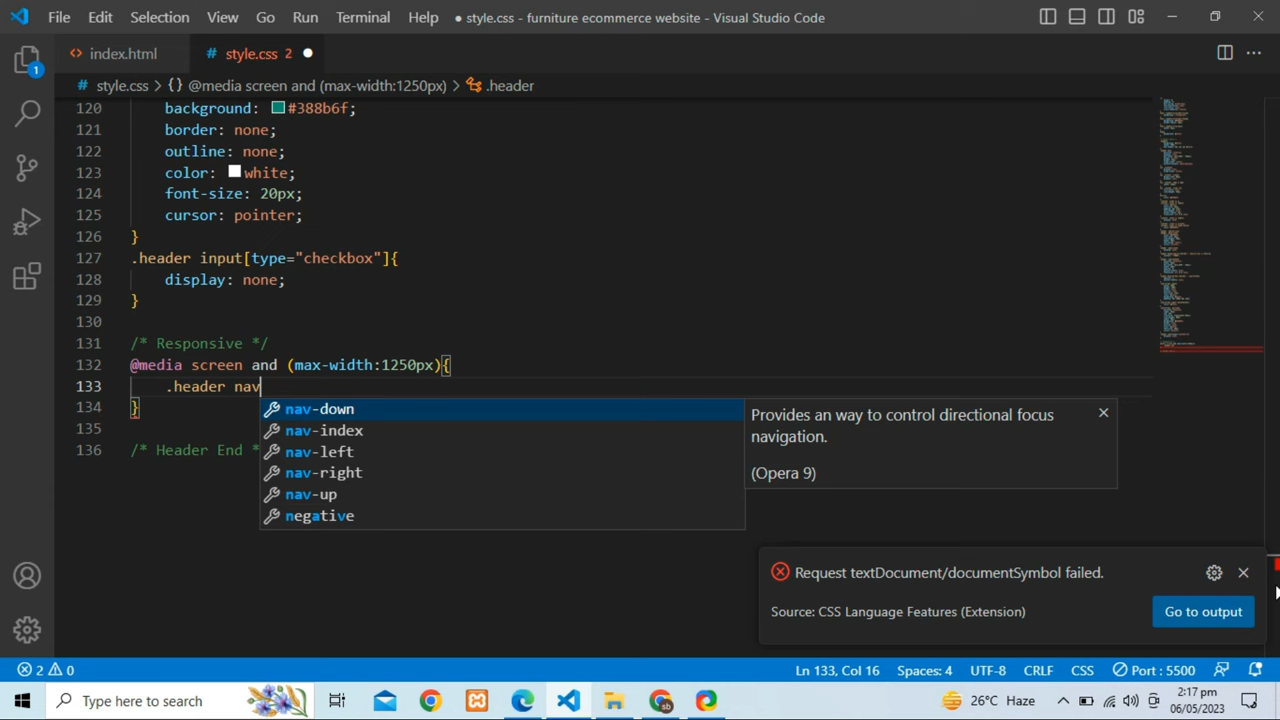 File Edit Selection View Go Run Terminal Help ● style.css - furniture ecommerce website - Visual Studio Code
index.html style.css 2
style.css > {} @media screen and (max-width:1250px) > .header
120 background: #388b6f;
121 border: none;
122 outline: none;
123 color: white;
124 font-size: 20px;
125 cursor: pointer;
126 }
127 .header input[type="checkbox"]{
128 display: none;
129 }
130
131 /* Responsive */
132 @media screen and (max-width:1250px){
133 .header nav
134 }
135
136 /* Header End *
nav-down
nav-index
nav-left
nav-right
nav-up
negative
Provides an way to control directional focus
navigation.
(Opera 9)
1
Request textDocument/documentSymbol failed.
Source: CSS Language Features (Extension)
Go to output
2 0 Ln 133, Col 16 Spaces: 4 UTF-8 CRLF CSS Port : 5500
Type here to search
sb
26°C Haze
2:17 pm
06/05/2023